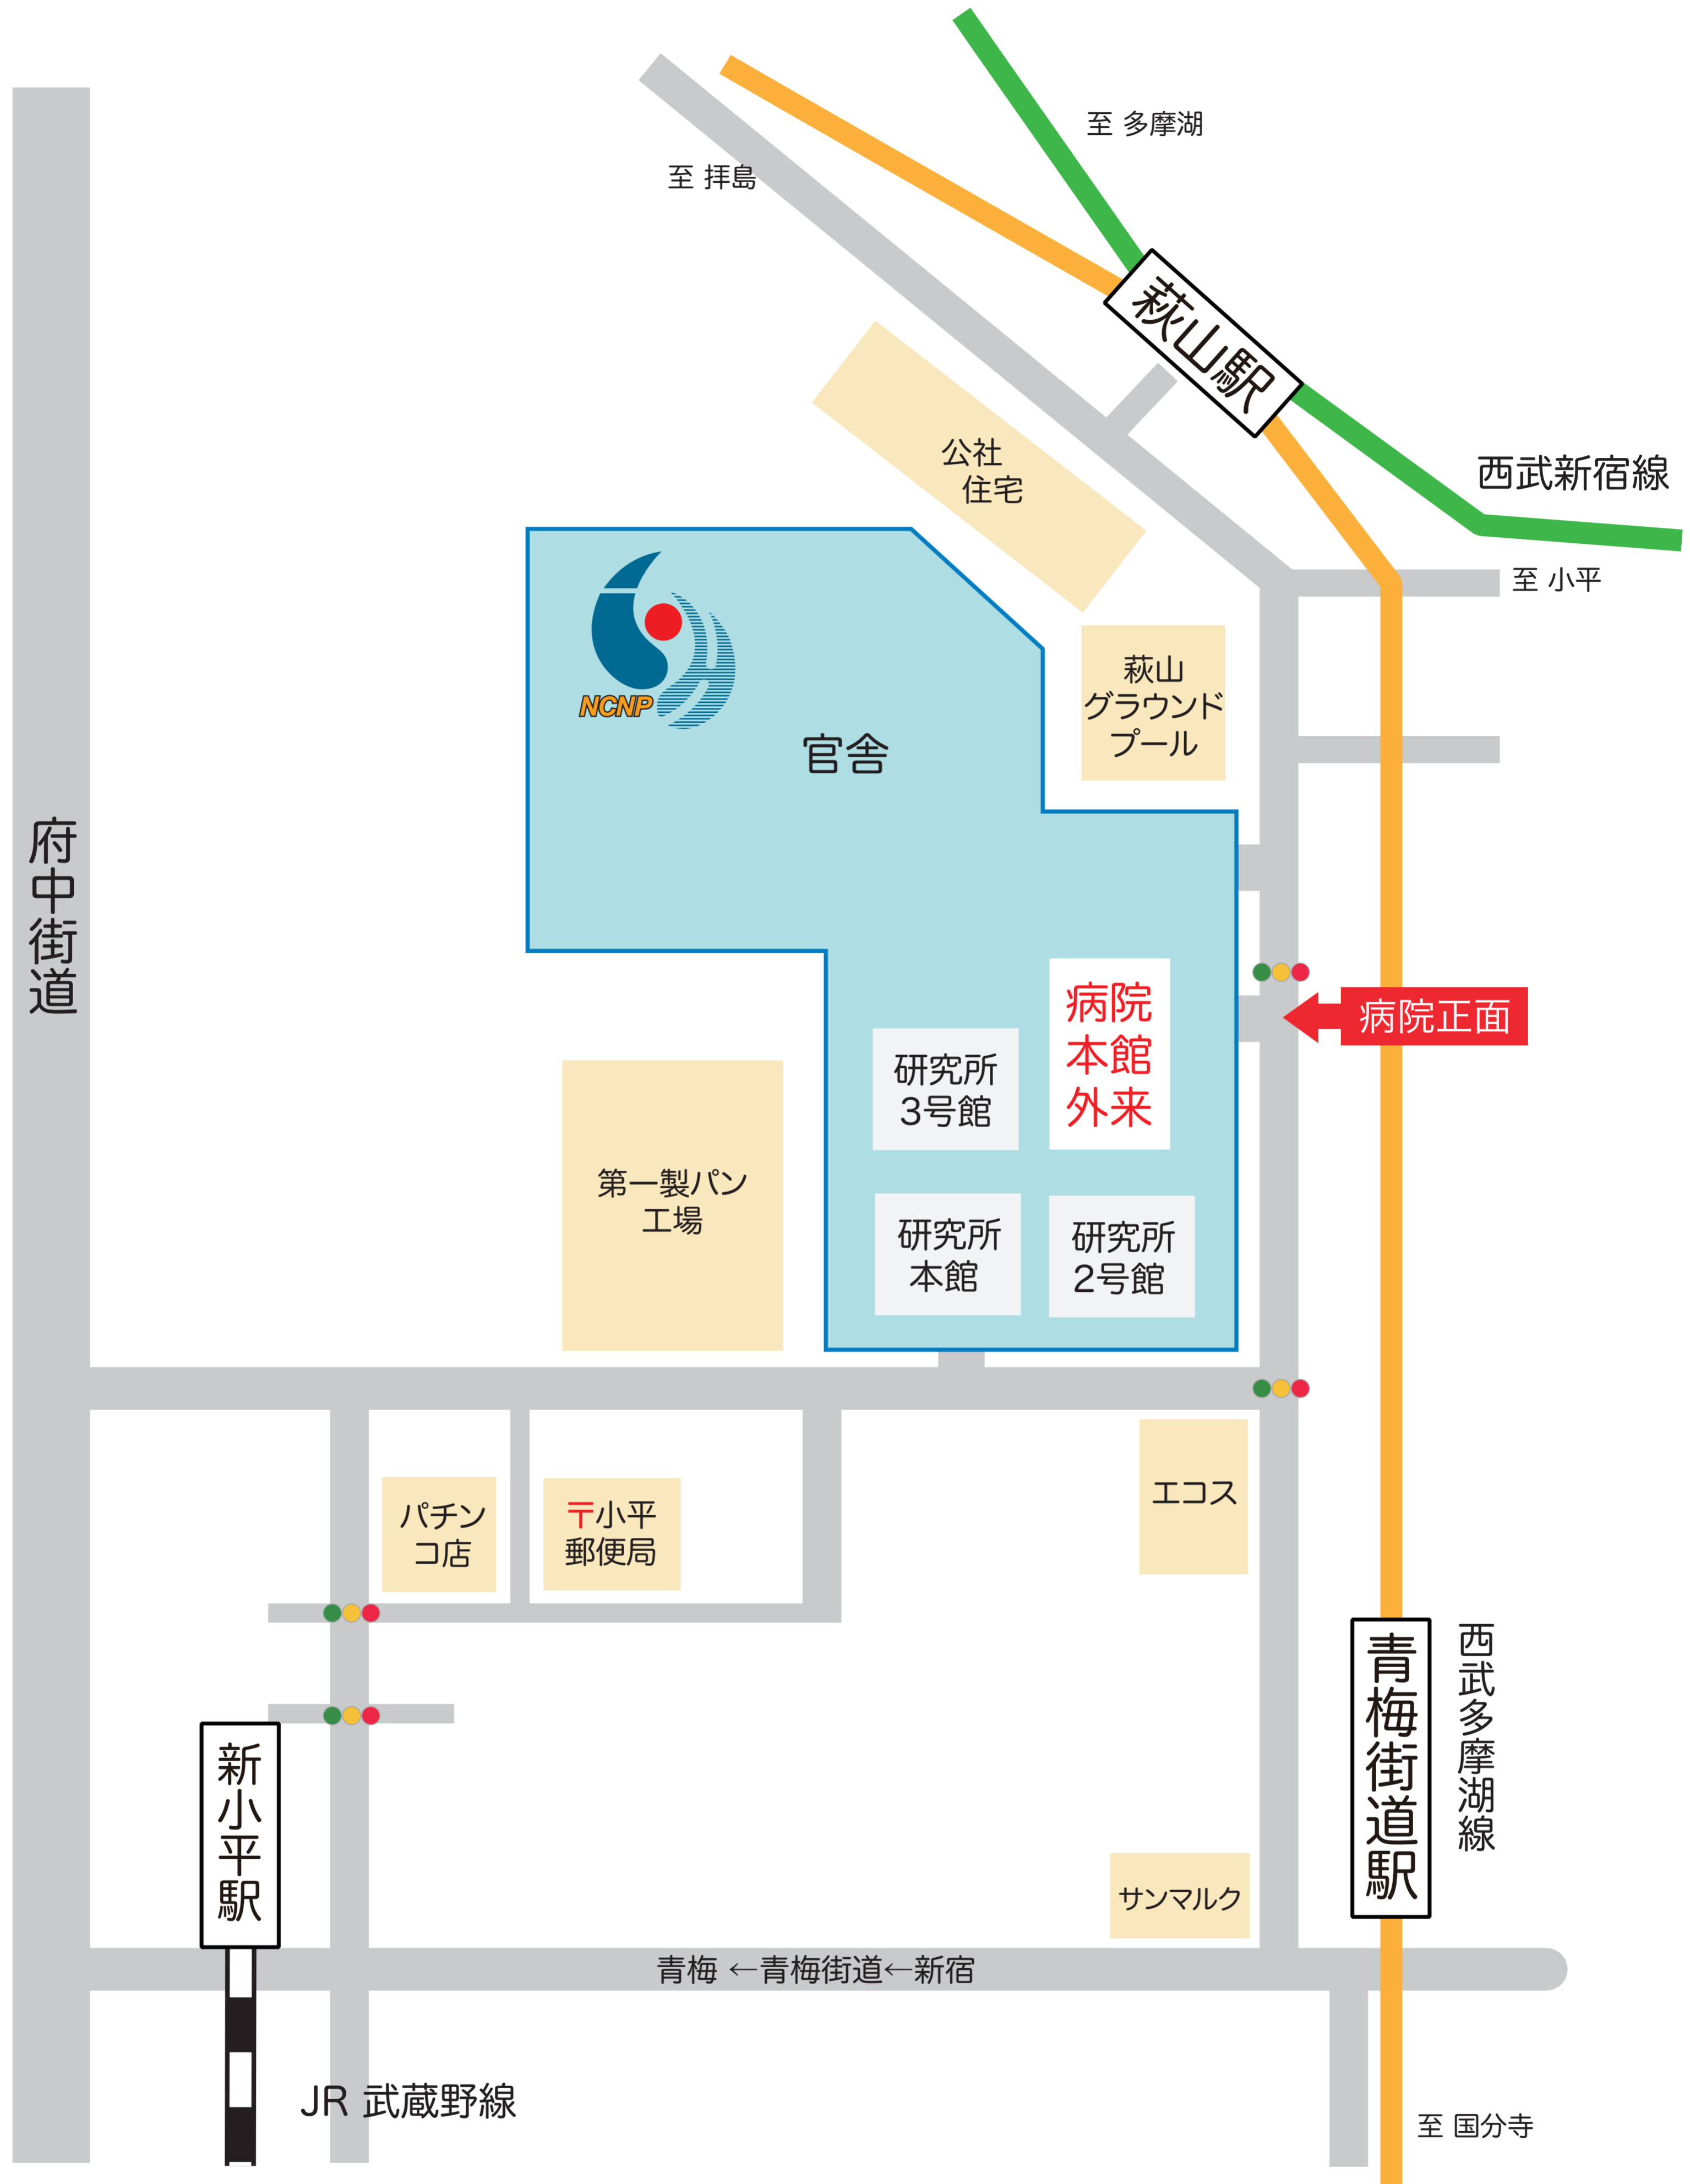 至 多摩湖
至 拝島
萩山駅
公社
住宅
西武新宿線
至 小平
NCNP
萩山
グラウンド
プール
官舎
府中街道
病院
本館
外来
病院正面
研究所
3号館
第一製パン
工場
研究所
本館
研究所
2号館
エコス
パチン
コ店
〒小平
郵便局
青梅街道駅
西武多摩湖線
新小平駅
サンマルク
青梅 ←青梅街道←新宿
JR 武蔵野線
至 国分寺